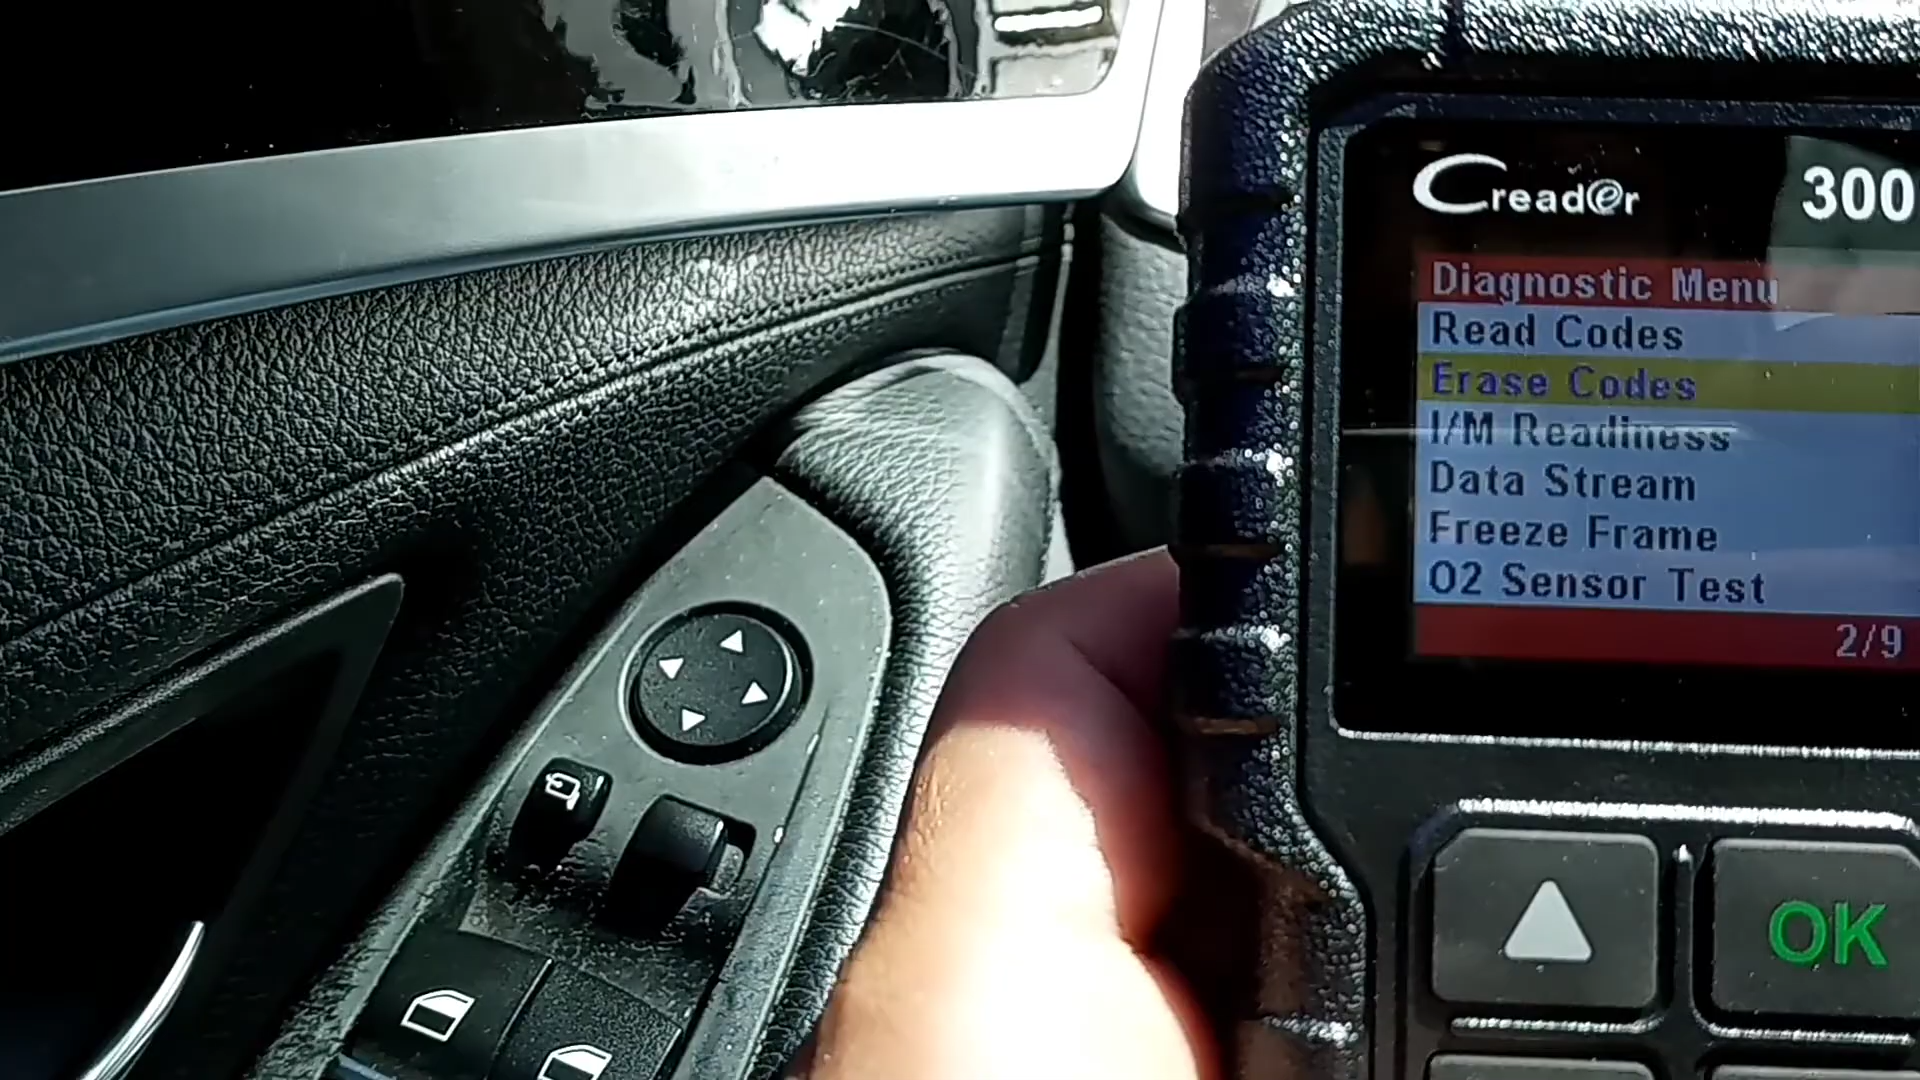 Creader 300
Diagnostic Menu
Read Codes
Erase Codes
I/M Readiness
Data Stream
Freeze Frame
O2 Sensor Test
2/9
OK